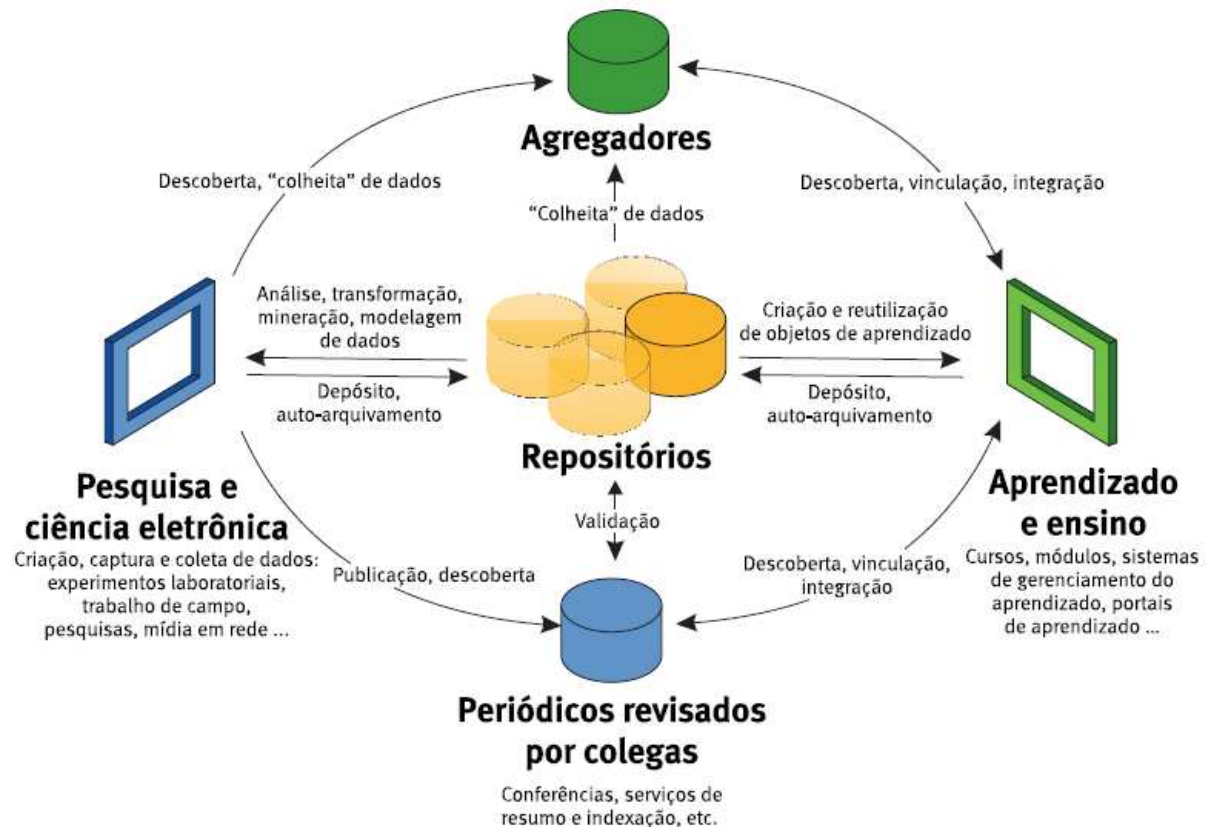 Agregadores
Descoberta, “colheita” de dados
Descoberta, vinculação, integração
“Colheita” de dados
Análise, transformação,
mineração, modelagem
de dados
Criação e reutilização
de objetos de aprendizado
Depósito,
auto-arquivamento
Depósito,
auto-arquivamento
Repositórios
Pesquisa e
ciência eletrônica
Criação, captura e coleta de dados:
experimentos laboratoriais,
trabalho de campo,
pesquisas, mídia em rede ...
Aprendizado
e ensino
Cursos, módulos, sistemas
de gerenciamento do
aprendizado, portais
de aprendizado ...
Validação
Publicação, descoberta
Descoberta, vinculação,
integração
Periódicos revisados
por colegas
Conferências, serviços de
resumo e indexação, etc.